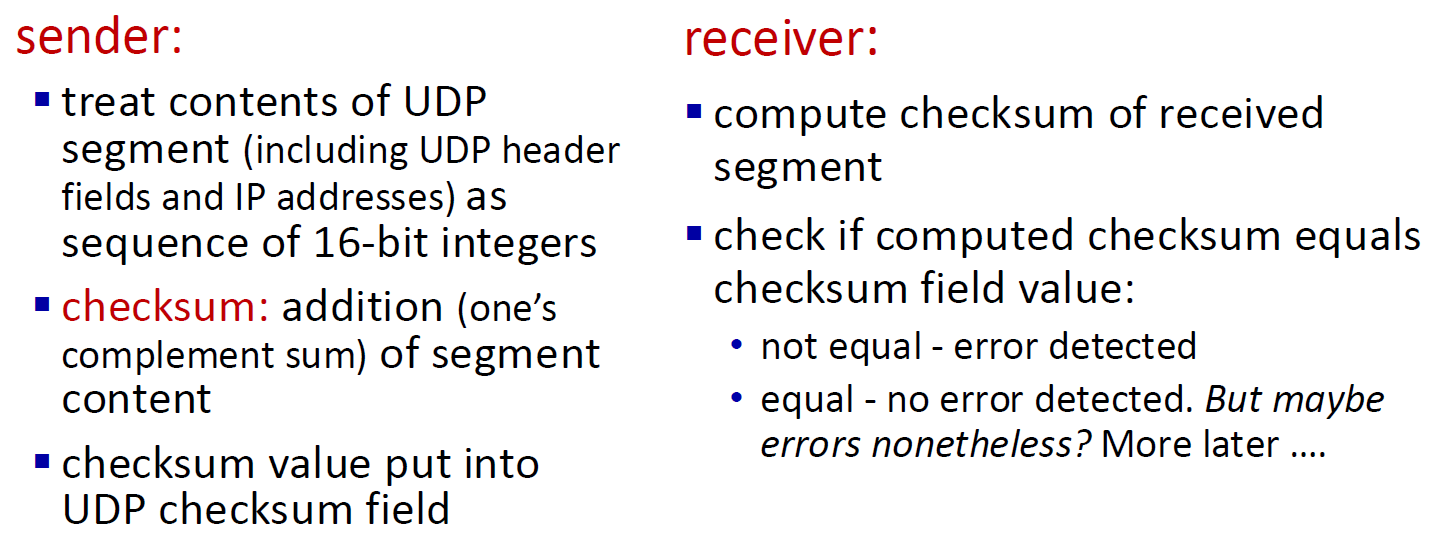 sender:
▪ treat contents of UDP
segment (including UDP header
fields and IP addresses) as
sequence of 16-bit integers
▪ checksum: addition (one’s
complement sum) of segment
content
▪ checksum value put into
UDP checksum field
receiver:
▪ compute checksum of received
segment
▪ check if computed checksum equals
checksum field value:
• not equal - error detected
• equal - no error detected. But maybe
errors nonetheless? More later ….